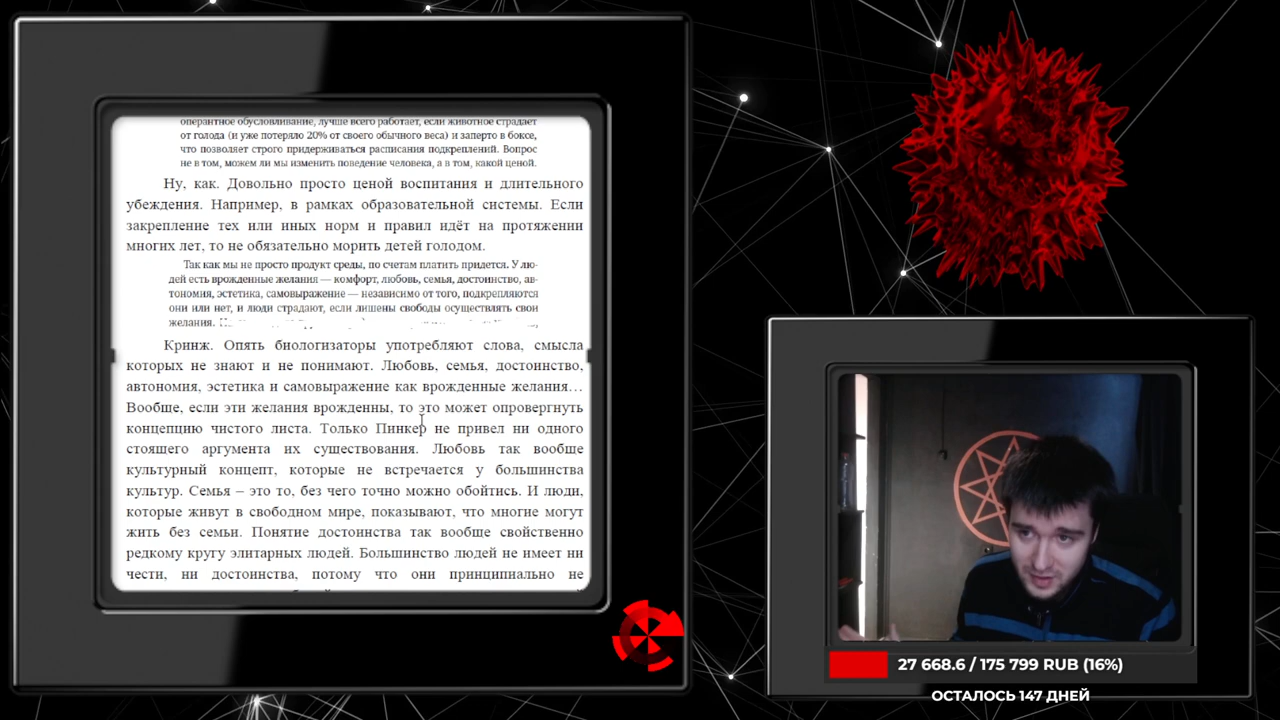 оперантное обусловливание, лучше всего работает, если животное страдает
от голода (и уже потеряло 20% от своего обычного веса) и заперто в боксе,
что позволяет строго придерживаться расписания подкреплений. Вопрос
не в том, можем ли мы изменить поведение человека, а в том, какой ценой.
Ну, как. Довольно просто ценой воспитания и длительного
убеждения. Например, в рамках образовательной системы. Если
закрепление тех или иных норм и правил идёт на протяжении
многих лет, то не обязательно морить детей голодом.
Так как мы не просто продукт среды, по счетам платить придется. У лю-
дей есть врожденные желания — комфорт, любовь, семья, достоинство, ав-
тономия, эстетика, самовыражение — независимо от того, подкрепляются
они или нет, и люди страдают, если лишены свободы осуществлять свои
желания.
Кринж. Опять биологизаторы употребляют слова, смысла
которых не знают и не понимают. Любовь, семья, достоинство,
автономия, эстетика и самовыражение как врожденные желания…
Вообще, если эти желания врожденны, то это может опровергнуть
концепцию чистого листа. Только Пинкер не привел ни одного
стоящего аргумента их существования. Любовь так вообще
культурный концепт, которые не встречается у большинства
культур. Семья – это то, без чего точно можно обойтись. И люди,
которые живут в свободном мире, показывают, что многие могут
жить без семьи. Понятие достоинства так вообще свойственно
редкому кругу элитарных людей. Большинство людей не имеет ни
чести, ни достоинства, потому что они принципиально не
27 668.6 / 175 799 RUB (16%)
ОСТАЛОСЬ 147 ДНЕЙ